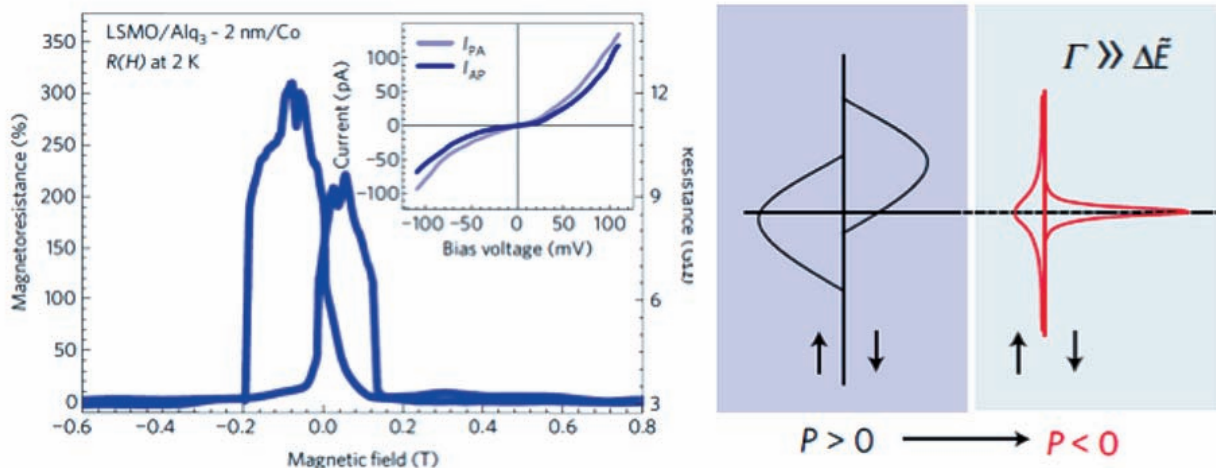 LSMO/Alq₃ - 2 nm/Co
R(H) at 2 K
Magnetoresistance (%)
350
300
250
200
150
100
50
0
−0.6
−0.4
−0.2
0.0
0.2
0.4
0.6
0.8
Magnetic field (T)
12
9
6
3
Resistance
Current (pA)
100
50
0
−50
−100
I_PA
I_AP
−100
−50
0
50
100
Bias voltage (mV)
Γ ≫ ΔẼ
↑ ↓ ↑ ↓
P > 0 → P < 0